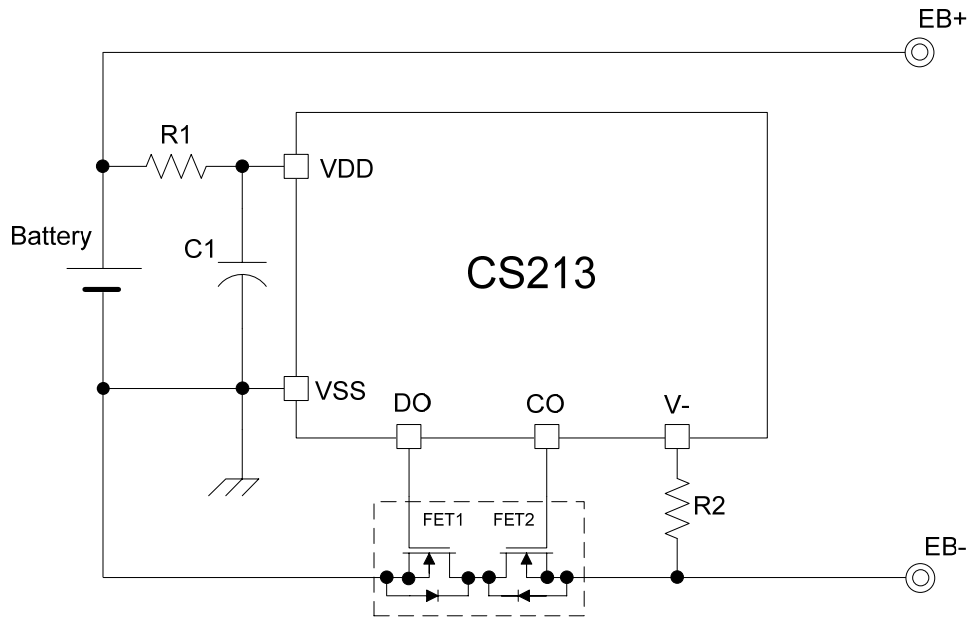 EB+
R1
VDD
Battery
C1
CS213
VSS
DO
CO
V-
R2
FET1
FET2
EB-